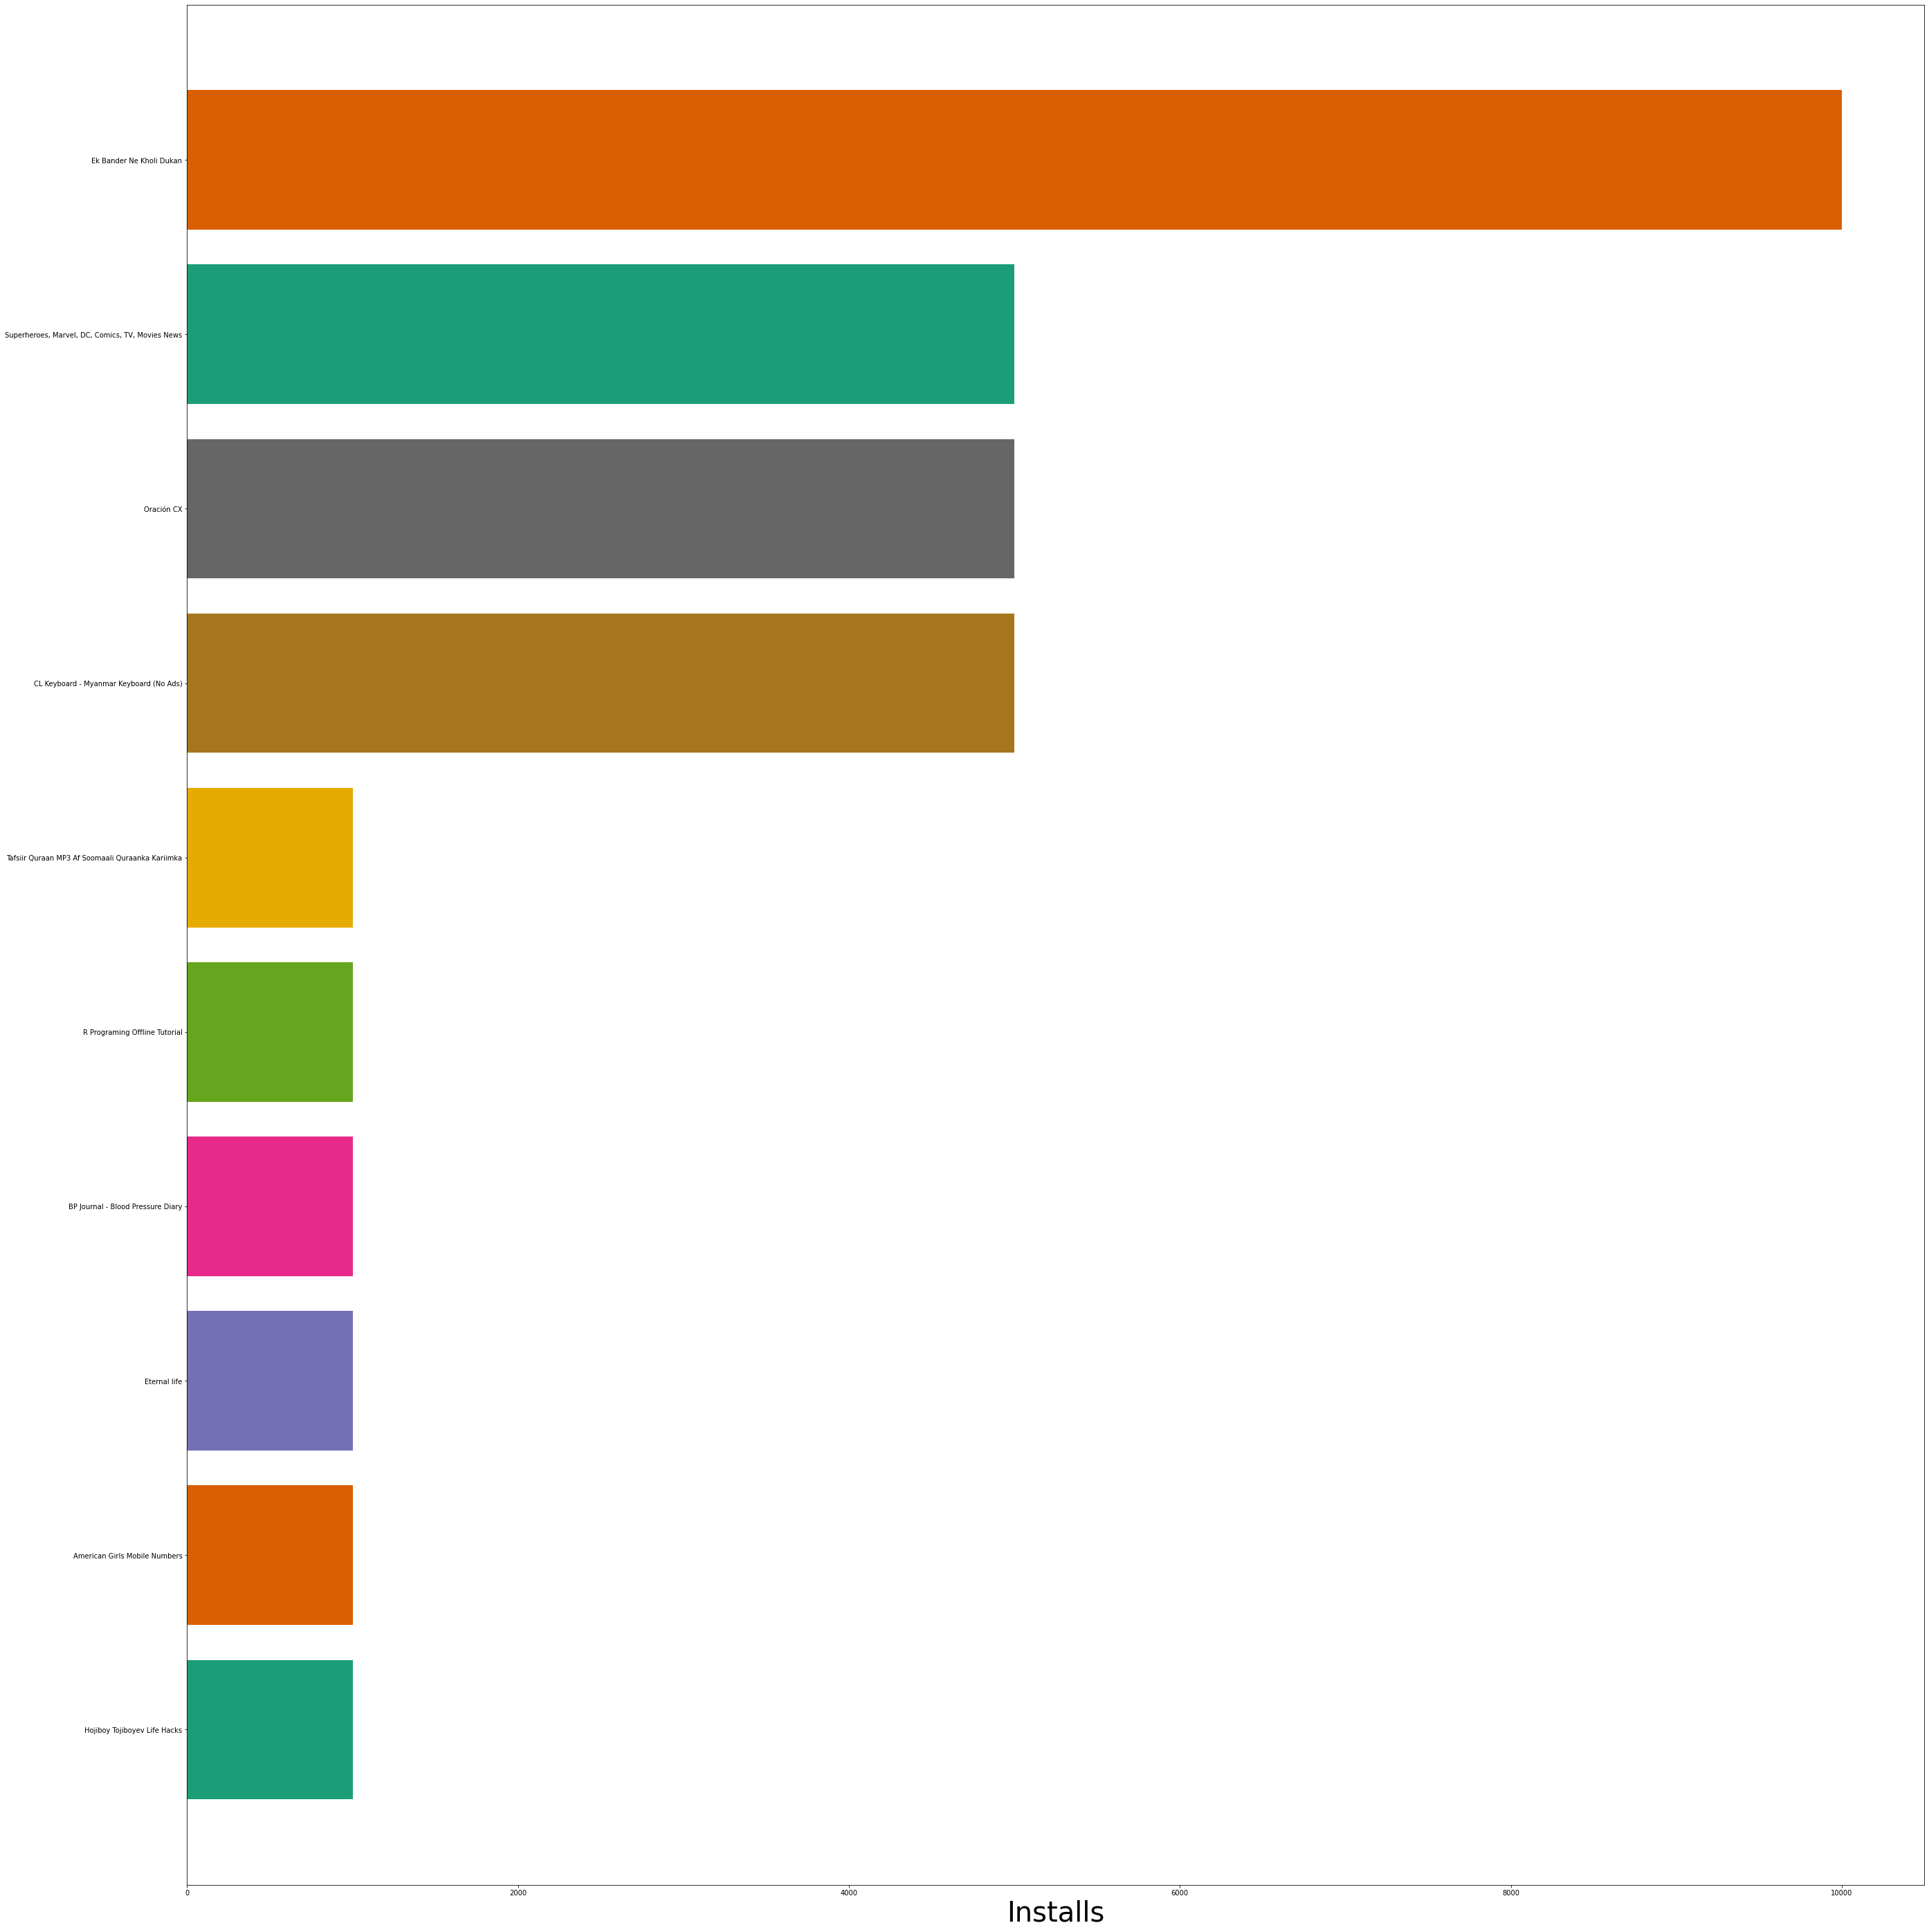 Ek Bander Ne Kholi Dukan
Superheroes, Marvel, DC, Comics, TV, Movies News
Oración CX
CL Keyboard - Myanmar Keyboard (No Ads)
Tafsiir Quraan MP3 Af Soomaali Quraanka Kariimka
R Programing Offline Tutorial
BP Journal - Blood Pressure Diary
Eternal life
American Girls Mobile Numbers
Hojiboy Tojiboyev Life Hacks
0 2000 4000 6000 8000 10000
Installs